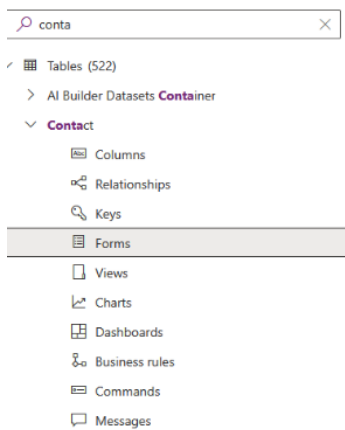 conta
Tables (522)
AI Builder Datasets Container
Contact
Columns
Relationships
Keys
Forms
Views
Charts
Dashboards
Business rules
Commands
Messages